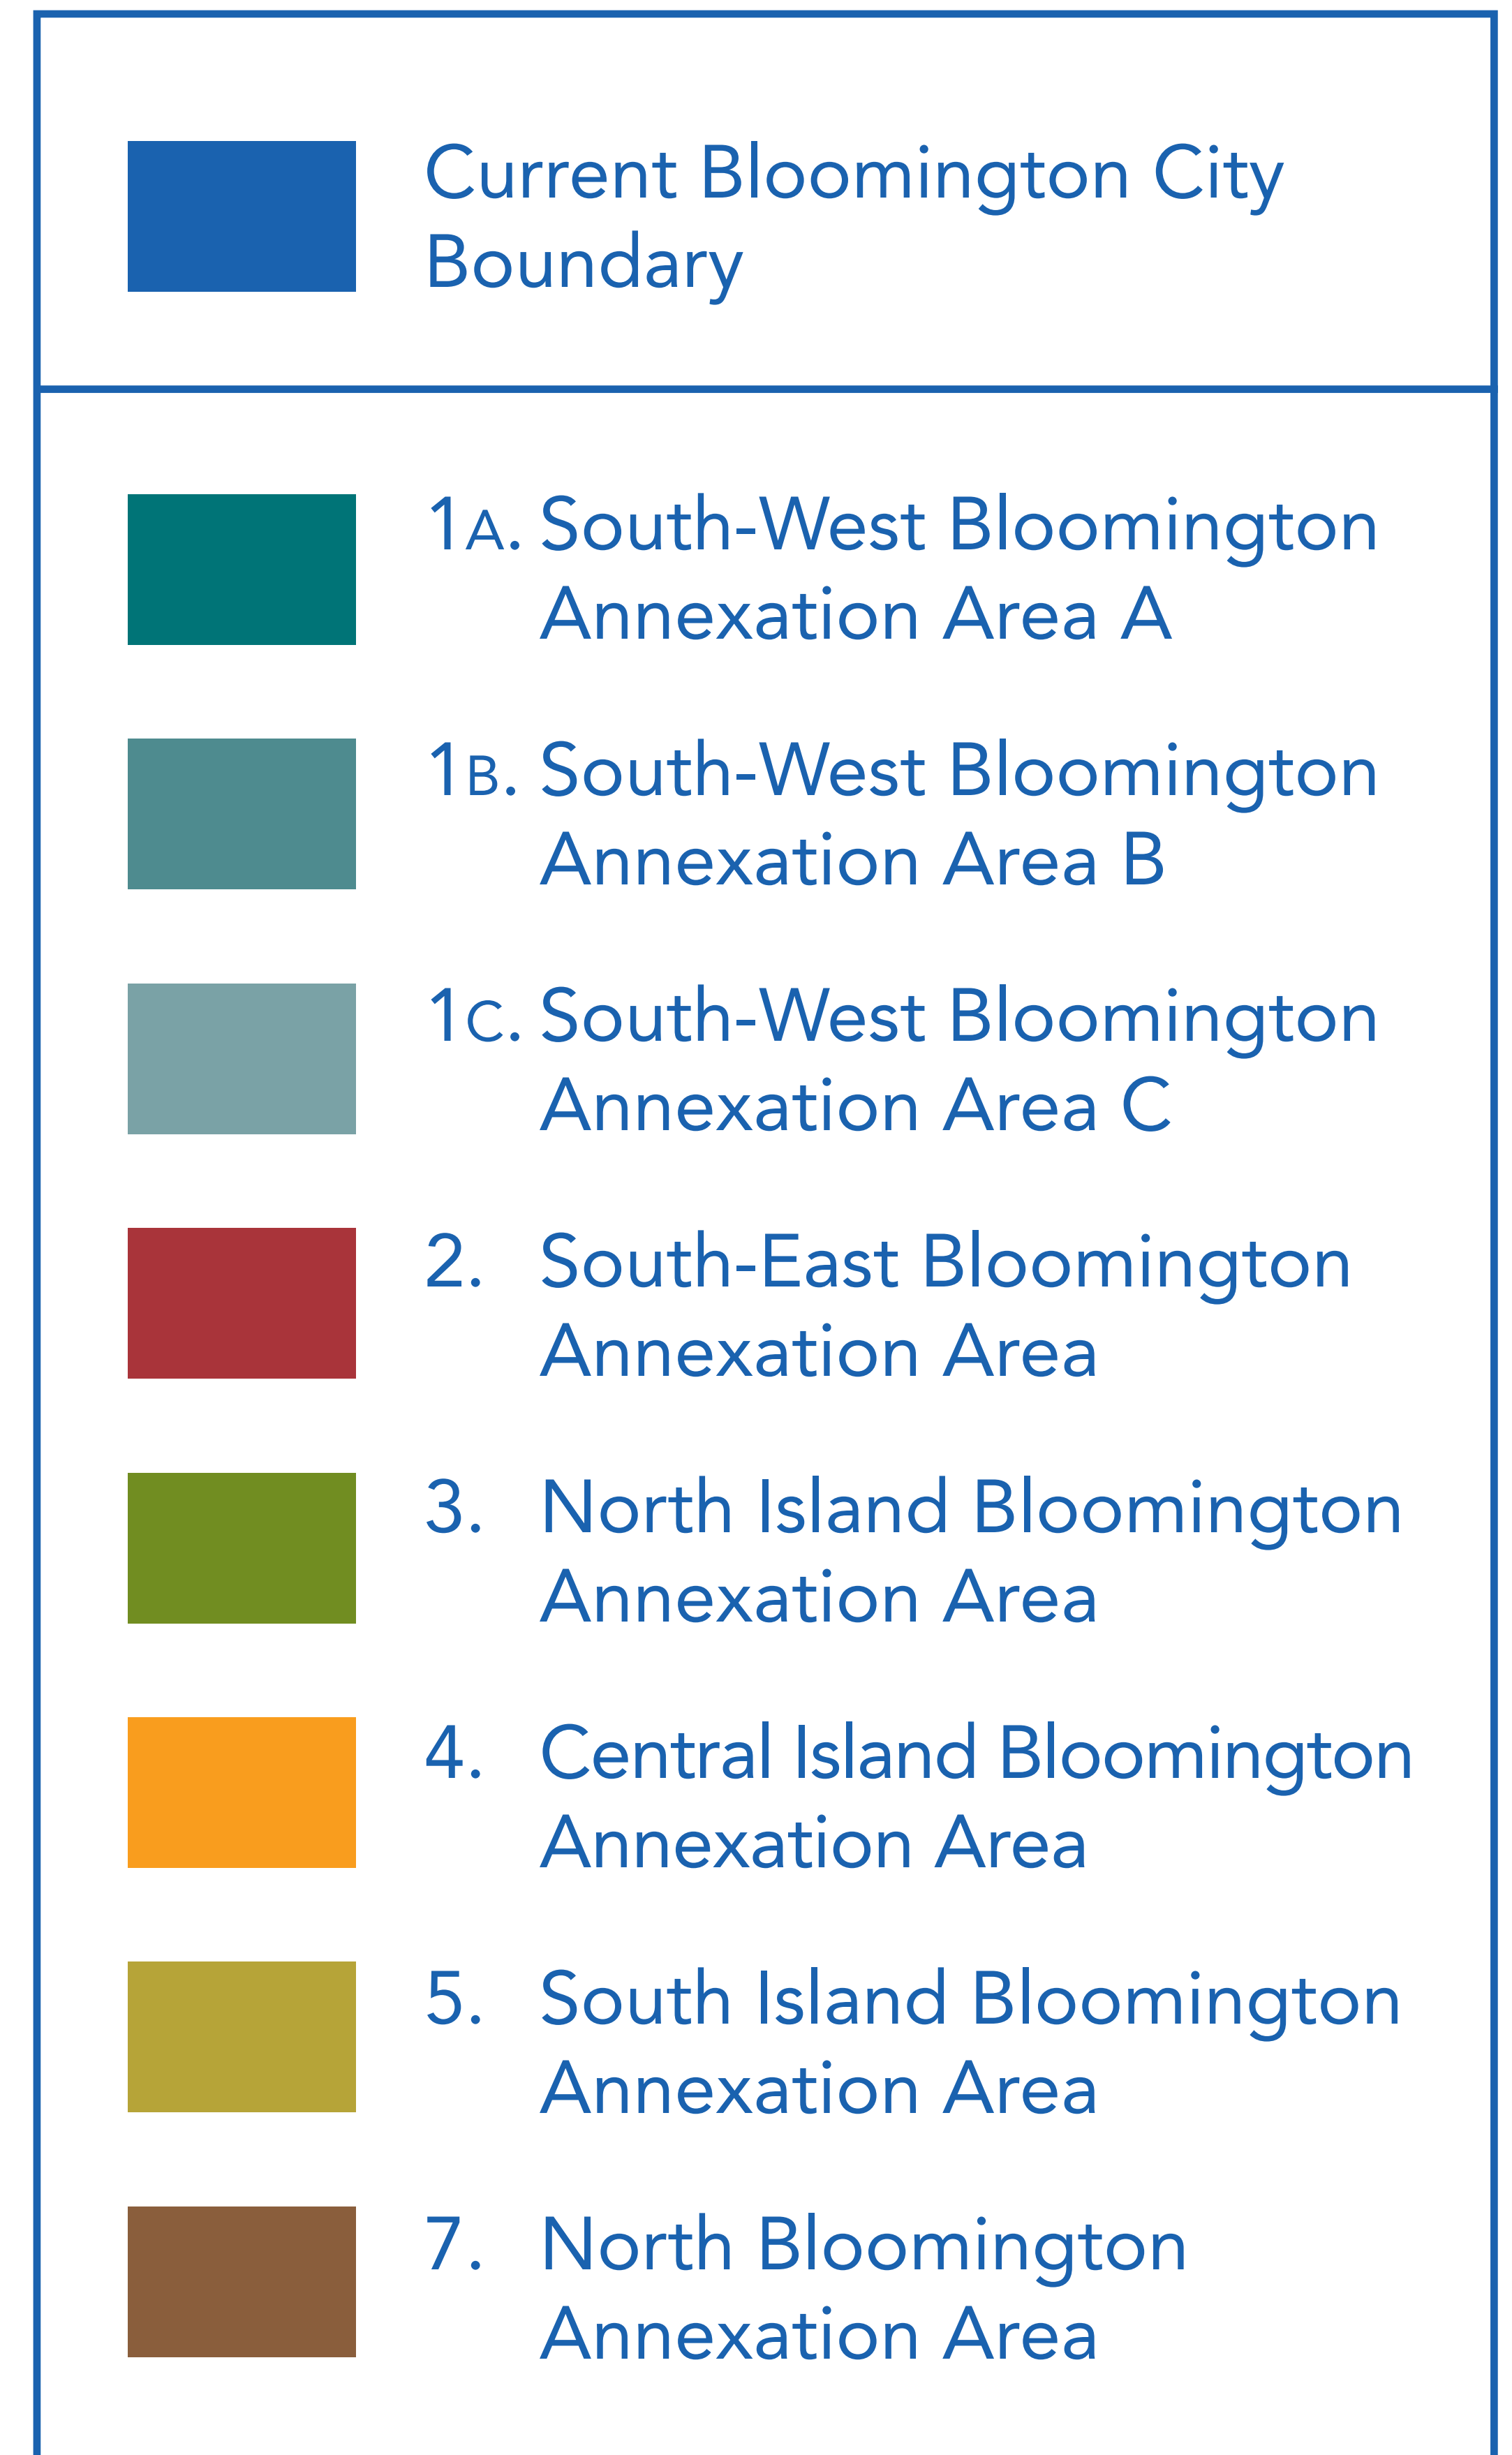 Current Bloomington City
Boundary
1A. South-West Bloomington
Annexation Area A
1B. South-West Bloomington
Annexation Area B
1C. South-West Bloomington
Annexation Area C
2. South-East Bloomington
Annexation Area
3. North Island Bloomington
Annexation Area
4. Central Island Bloomington
Annexation Area
5. South Island Bloomington
Annexation Area
7. North Bloomington
Annexation Area